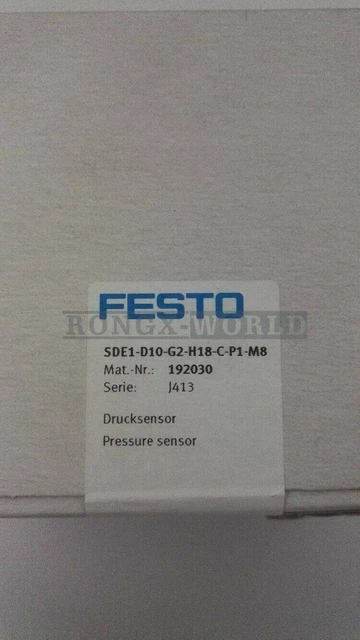 FESTO
RONGX-WORLD
SDE1-D10-G2-H18-C-P1-M8
Mat.-Nr.: 192030
Serie: J413
Drucksensor
Pressure sensor